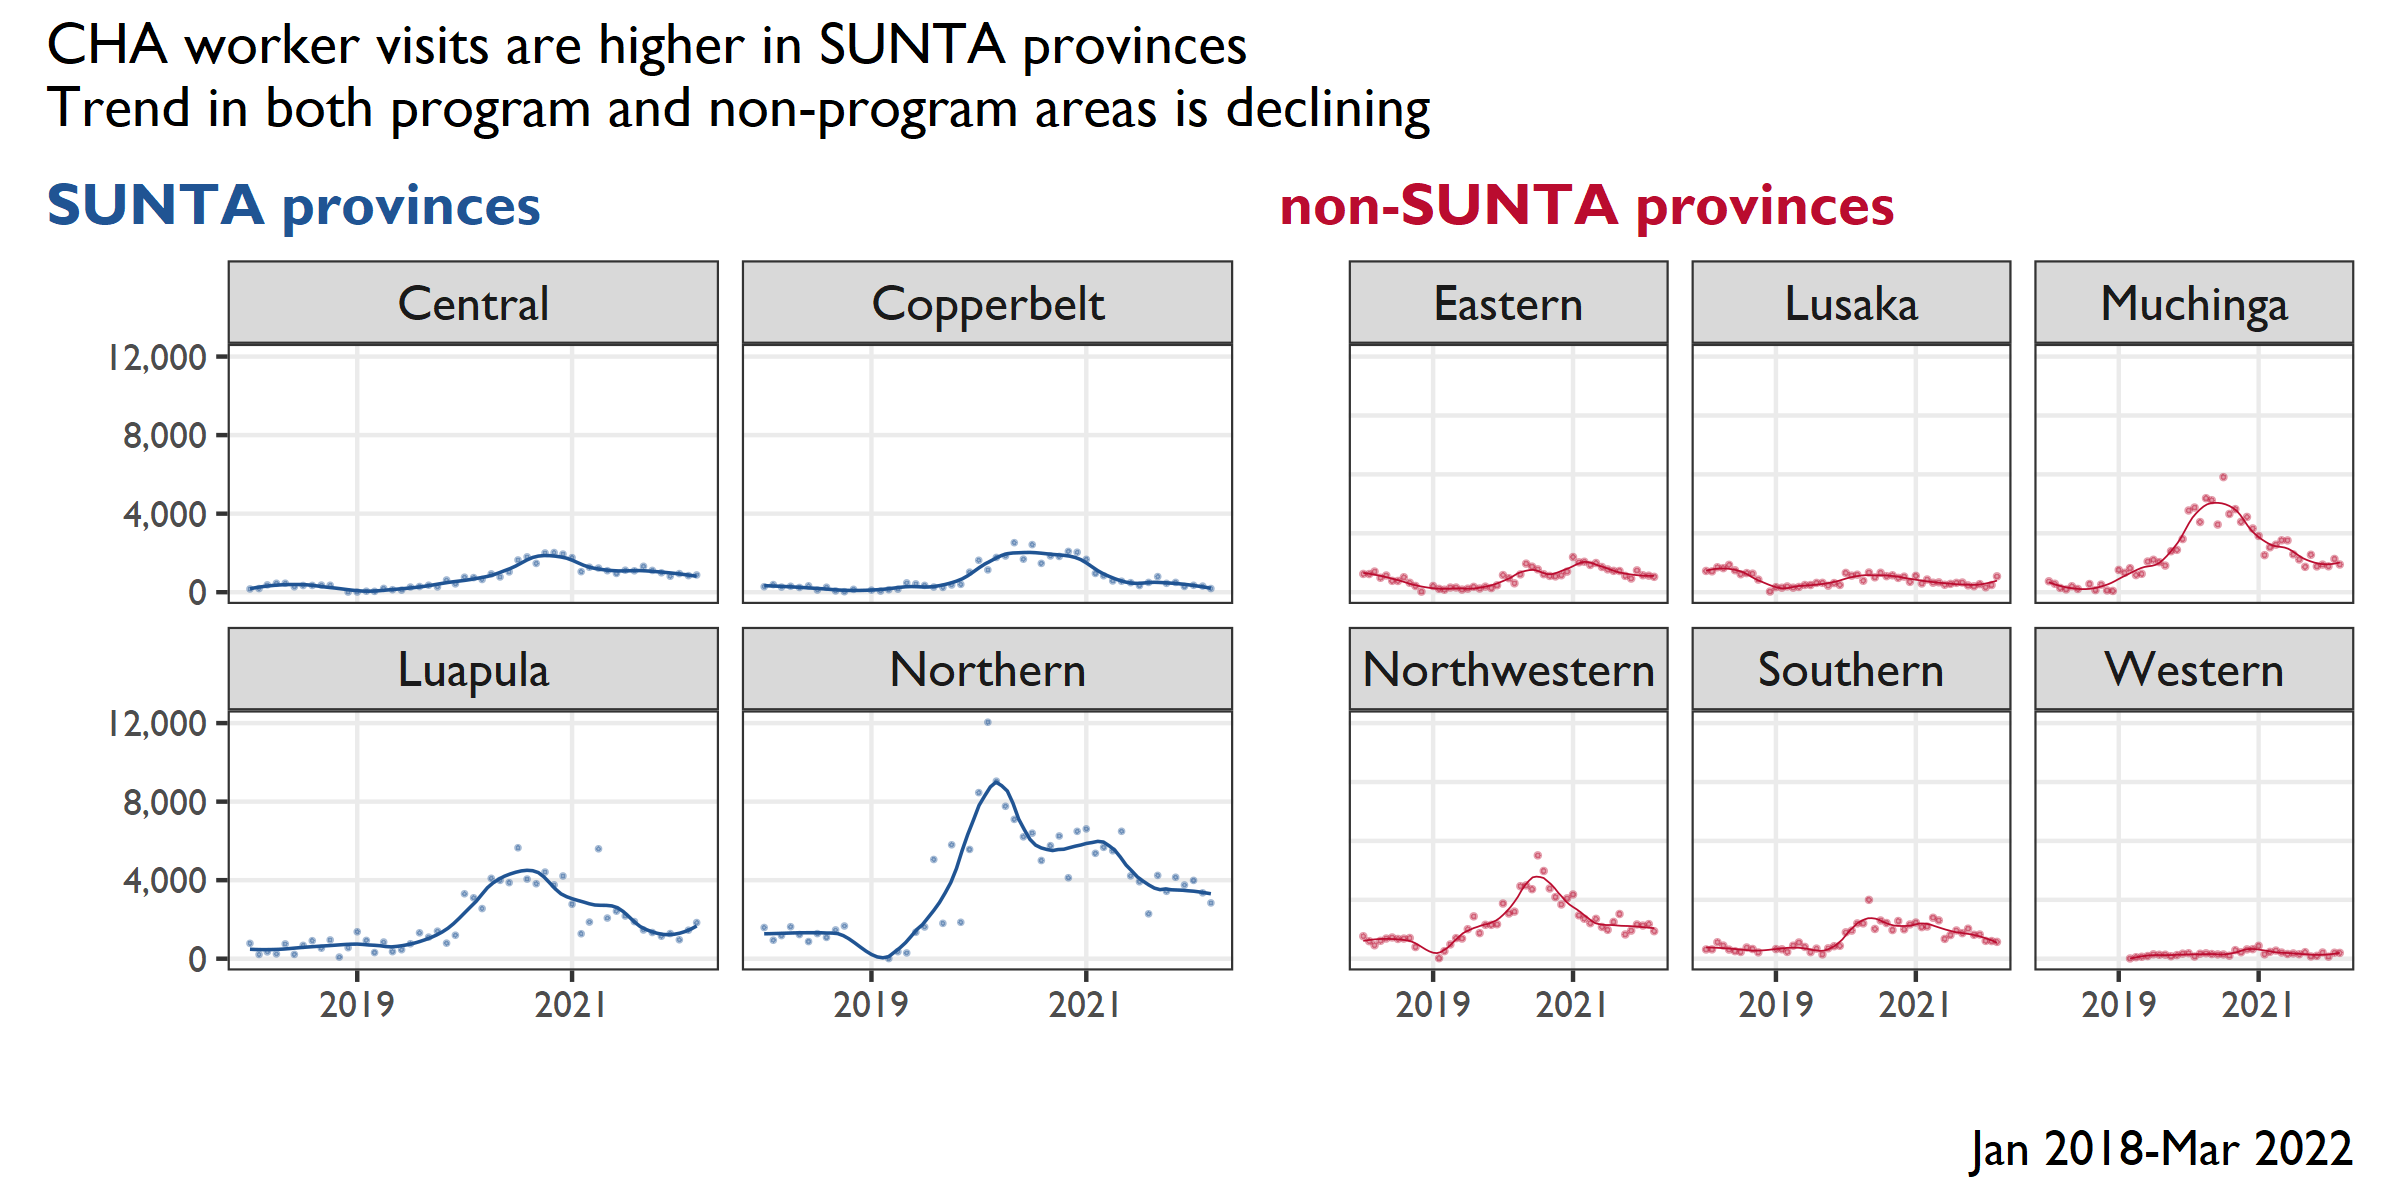 CHA worker visits are higher in SUNTA provinces
Trend in both program and non-program areas is declining
SUNTA provinces
non-SUNTA provinces
Central
Copperbelt
Eastern
Lusaka
Muchinga
12,000
8,000
4,000
0
Luapula
Northern
Northwestern
Southern
Western
12,000
8,000
4,000
0
2019
2021
2019
2021
2019
2021
2019
2021
2019
2021
Jan 2018-Mar 2022